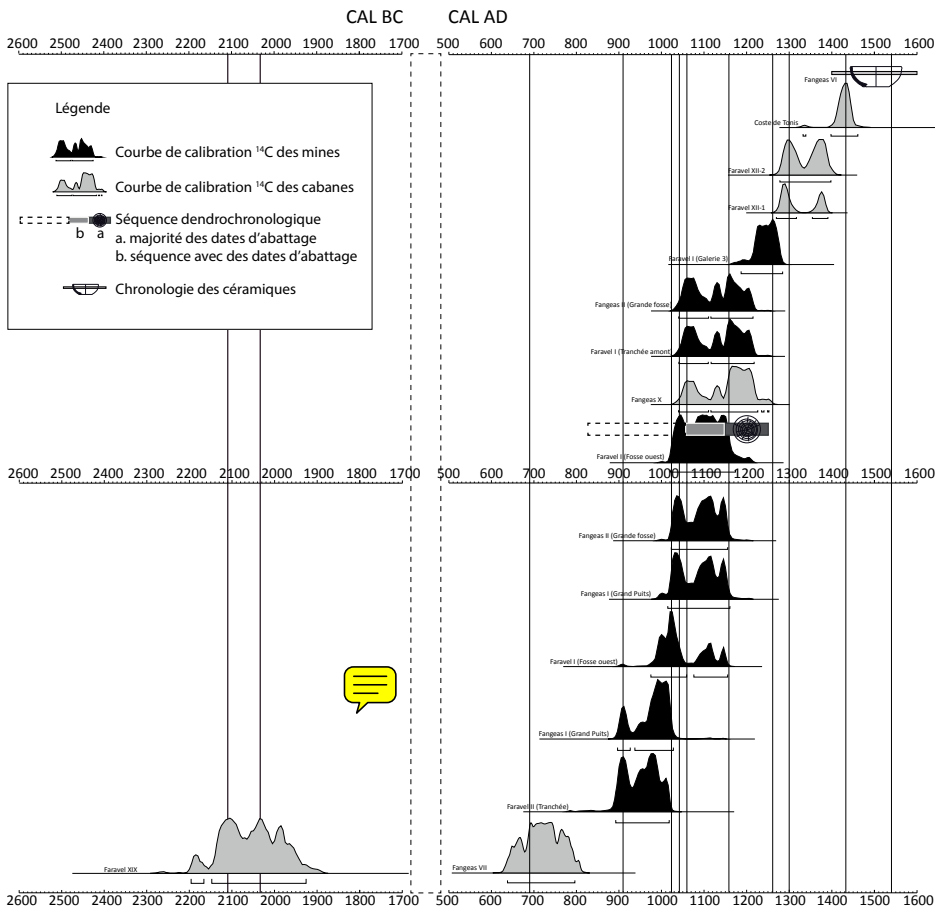 CAL BC CAL AD
2600 2500 2400 2300 2200 2100 2000 1900 1800 1700 500 600 700 800 900 1000 1100 1200 1300 1400 1500 1600
Fangeas VI
Légende
Coste de Tonis
Courbe de calibration ¹⁴C des mines
Faravel XII-2
Courbe de calibration ¹⁴C des cabanes
Faravel XII-1
Séquence dendrochronologique
b a
a. majorité des dates d'abattage
b. séquence avec des dates d'abattage
Faravel I (Galerie 3)
Chronologie des céramiques
Fangeas II (Grande fosse)
Faravel I (Tranchée amont)
Fangeas X
Faravel I (Fosse ouest)
2600 2500 2400 2300 2200 2100 2000 1900 1800 1700 500 600 700 800 900 1000 1100 1200 1300 1400 1500 1600
Fangeas II (Grande fosse)
Fangeas I (Grand Puits)
Faravel I (Fosse ouest)
Fangeas I (Grand Puits)
Faravel II (Tranchée)
Faravel XIX
Fangeas VII
2600 2500 2400 2300 2200 2100 2000 1900 1800 1700 500 600 700 800 900 1000 1100 1200 1300 1400 1500 1600